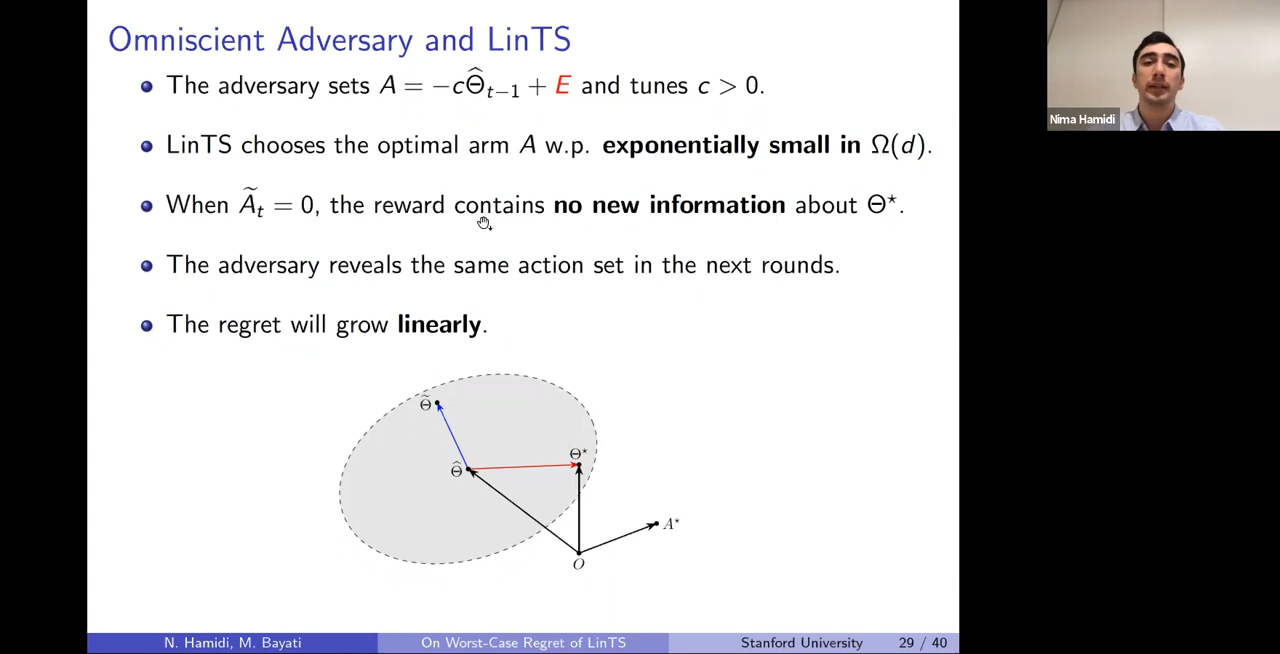 Omniscient Adversary and LinTS
The adversary sets A = −cΘ̂ₜ₋₁ + E and tunes c > 0.
LinTS chooses the optimal arm A w.p. exponentially small in Ω(d).
When Ãₜ = 0, the reward contains no new information about Θ⋆.
The adversary reveals the same action set in the next rounds.
The regret will grow linearly.
Θ̃
Θ⋆
Θ̂
A⋆
O
N. Hamidi, M. Bayati On Worst-Case Regret of LinTS Stanford University 29 / 40
Nima Hamidi